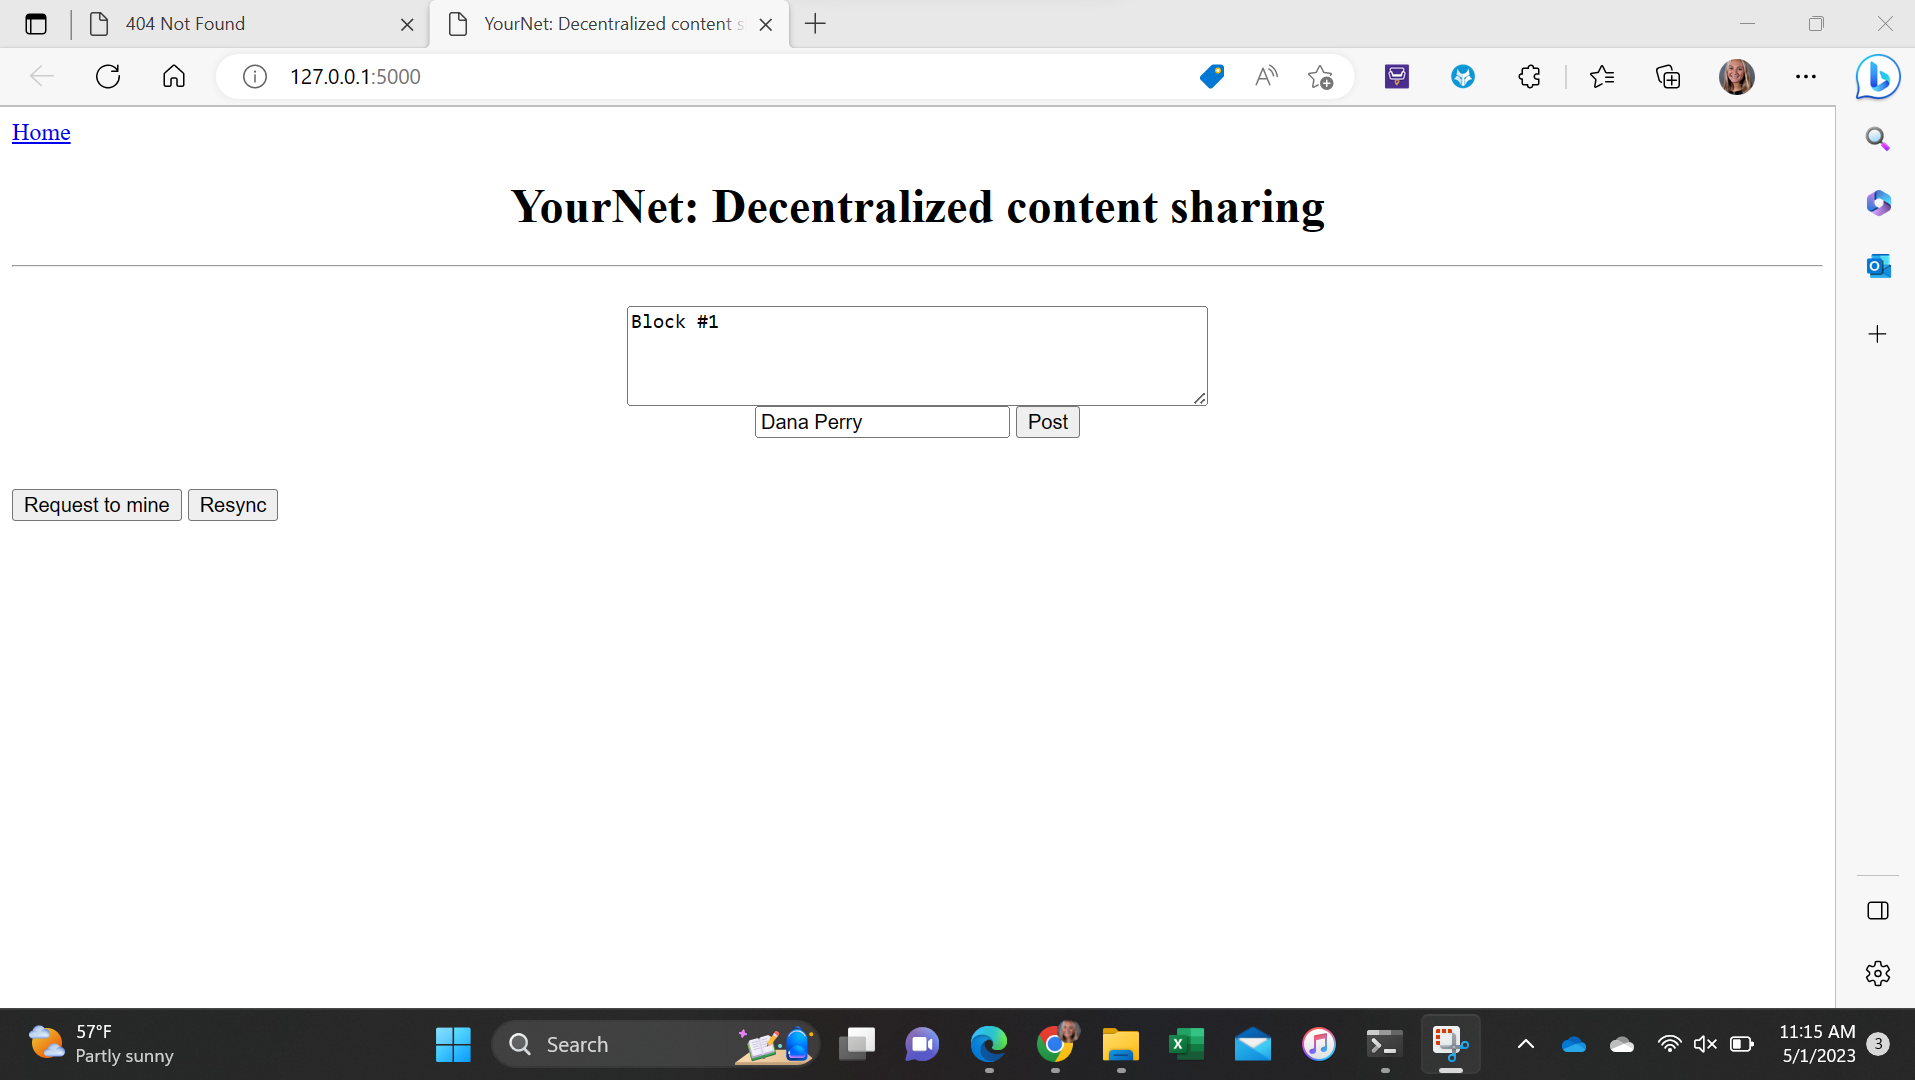 404 Not Found
YourNet: Decentralized content s
127.0.0.1:5000
Home
YourNet: Decentralized content sharing
Block #1
Dana Perry
Post
Request to mine
Resync
57°F
Partly sunny
Search
11:15 AM
5/1/2023
3